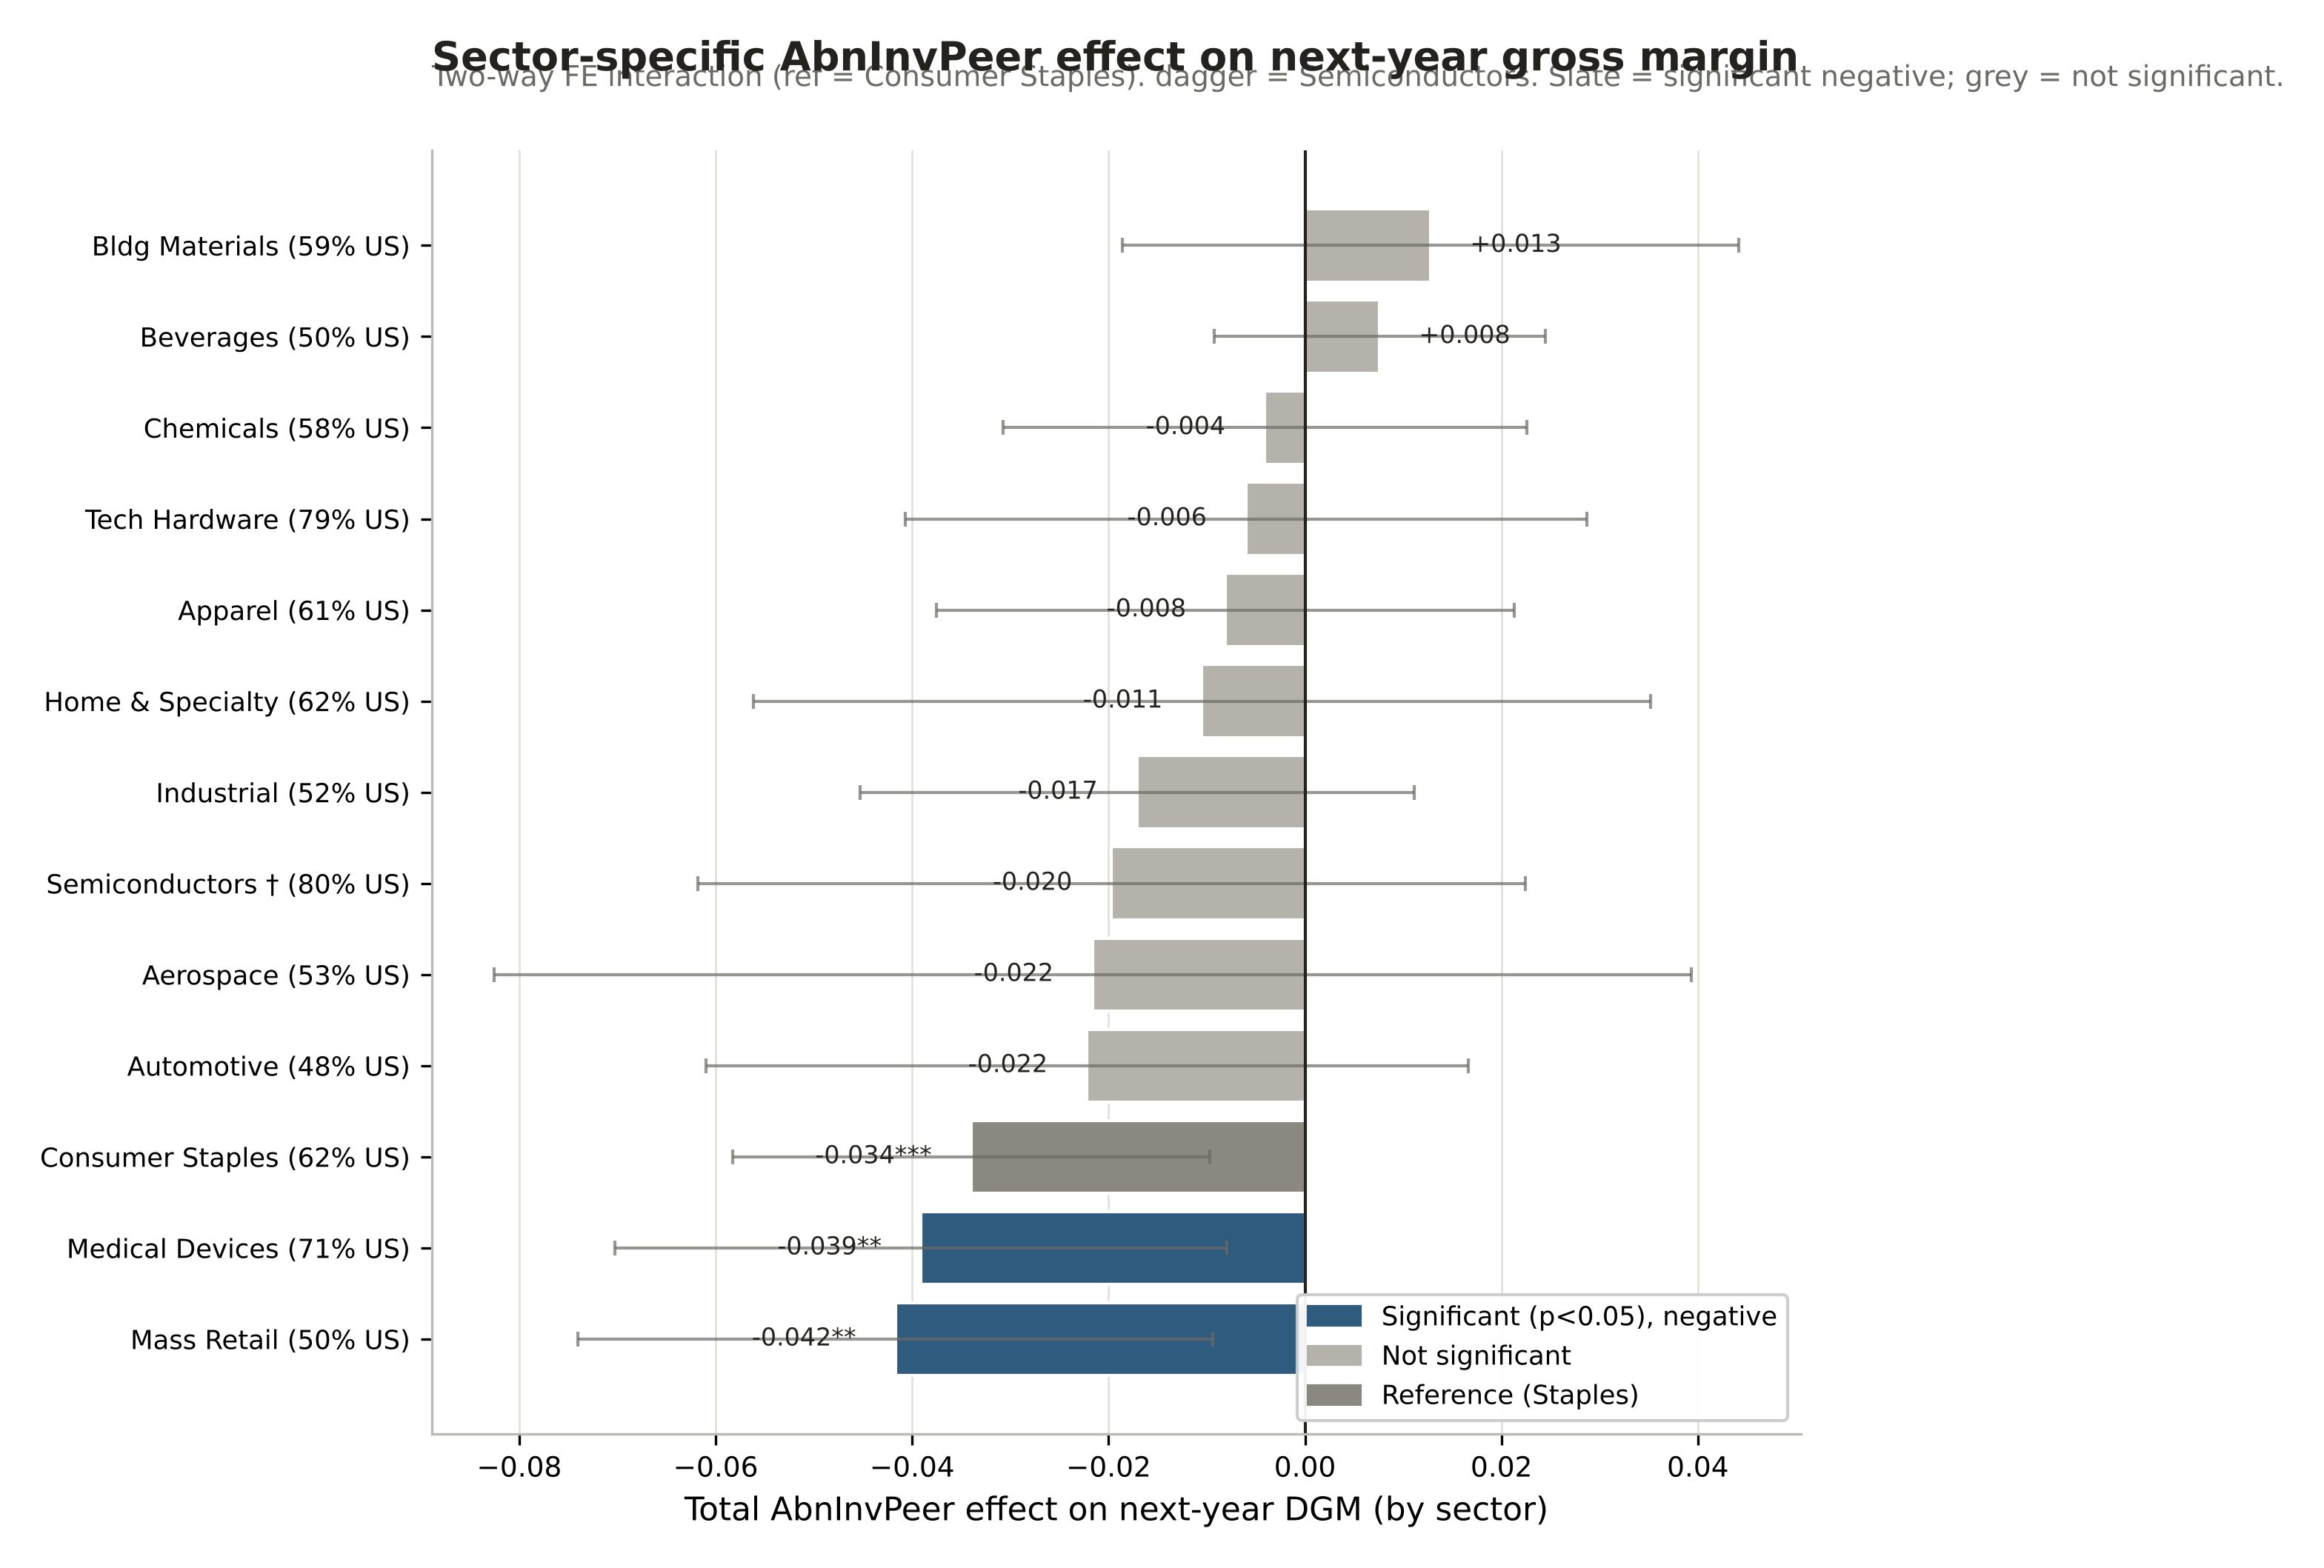 Sector-specific AbnInvPeer effect on next-year gross margin
Two-way FE interaction (ref = Consumer Staples). dagger = Semiconductors. Slate = significant negative; grey = not significant.
Bldg Materials (59% US)
+0.013
Beverages (50% US)
+0.008
Chemicals (58% US)
-0.004
Tech Hardware (79% US)
-0.006
Apparel (61% US)
-0.008
Home & Specialty (62% US)
-0.011
Industrial (52% US)
-0.017
Semiconductors † (80% US)
-0.020
Aerospace (53% US)
-0.022
Automotive (48% US)
-0.022
Consumer Staples (62% US)
-0.034***
Medical Devices (71% US)
-0.039**
Mass Retail (50% US)
-0.042**
Significant (p<0.05), negative
Not significant
Reference (Staples)
−0.08 −0.06 −0.04 −0.02 0.00 0.02 0.04
Total AbnInvPeer effect on next-year DGM (by sector)